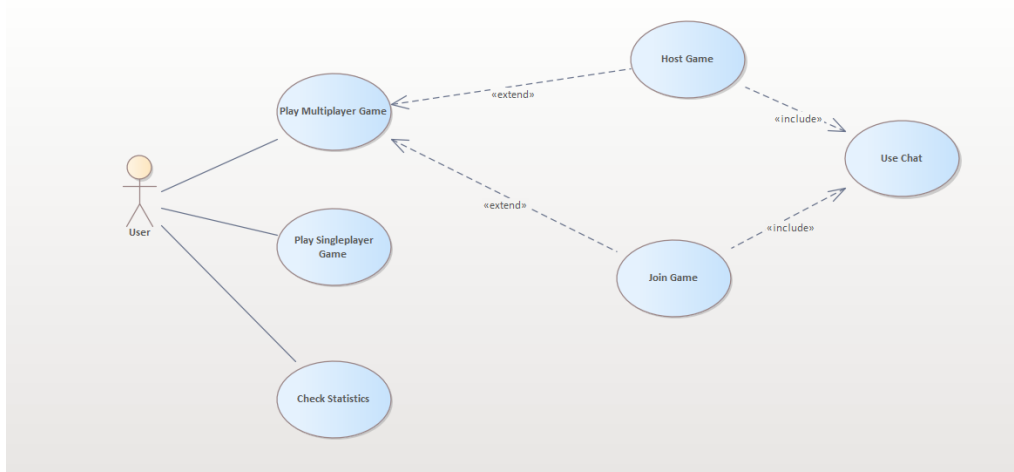 Host Game
Play Multiplayer Game
«extend»
«include»
Use Chat
User
«extend»
Play Singleplayer
Game
«include»
Join Game
Check Statistics